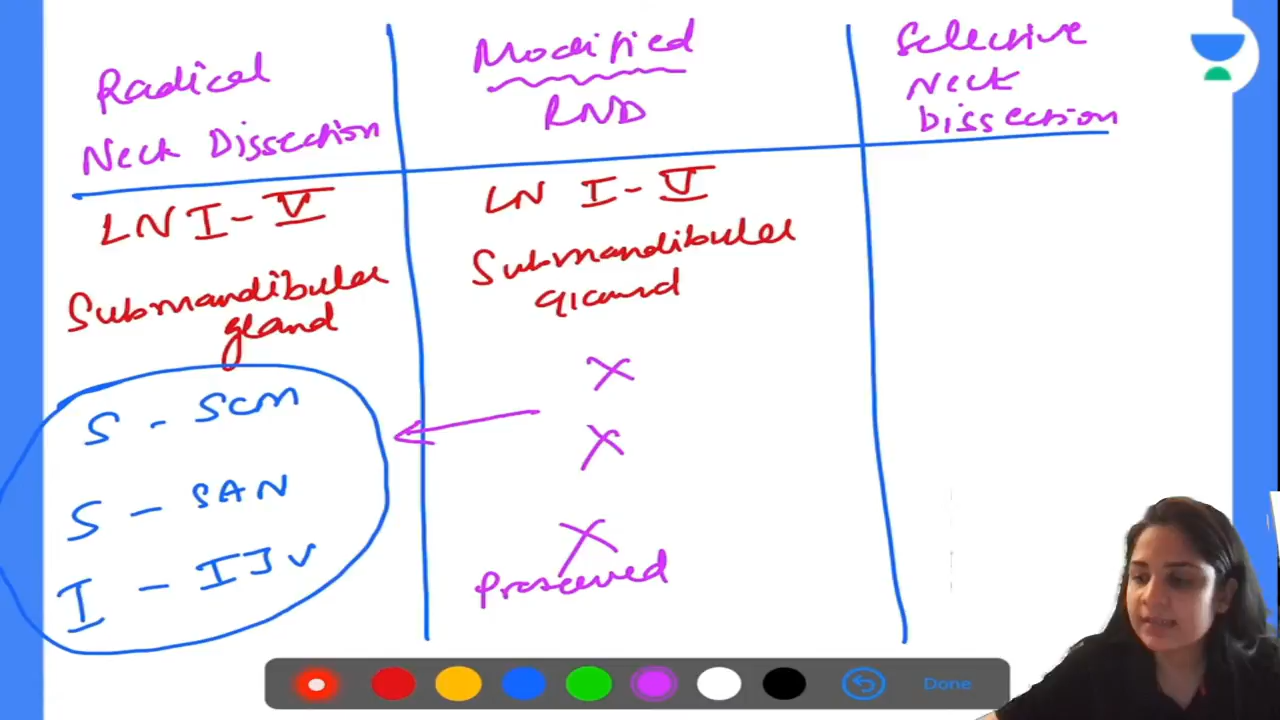 Radical
Neck Dissection
LN I - V
Submandibular
gland
S - SCM
S - SAN
I - IJV
Modified
RND
LN I - V
Submandibular
gland
X
X
X
Preserved
Selective
Neck
Dissection
Done